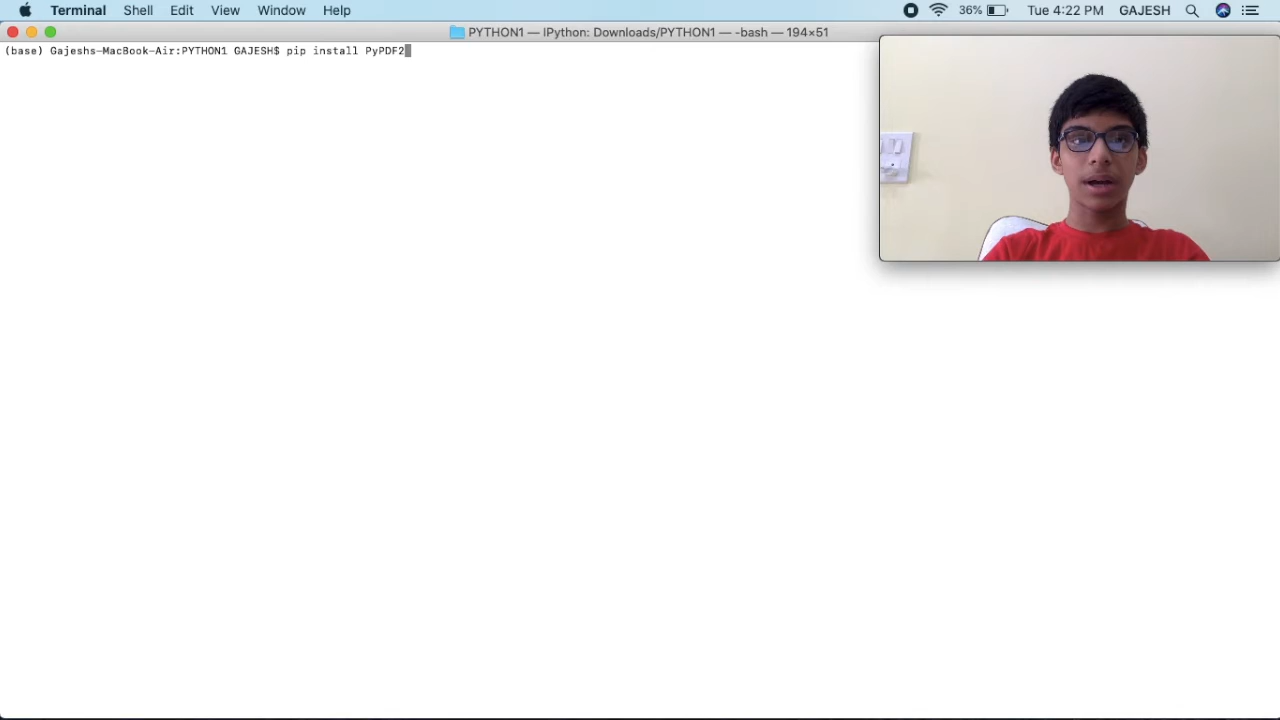 Terminal Shell Edit View Window Help 36% Tue 4:22 PM GAJESH
PYTHON1 — IPython: Downloads/PYTHON1 — -bash — 194×51
(base) Gajeshs-MacBook-Air:PYTHON1 GAJESH$ pip install PyPDF2